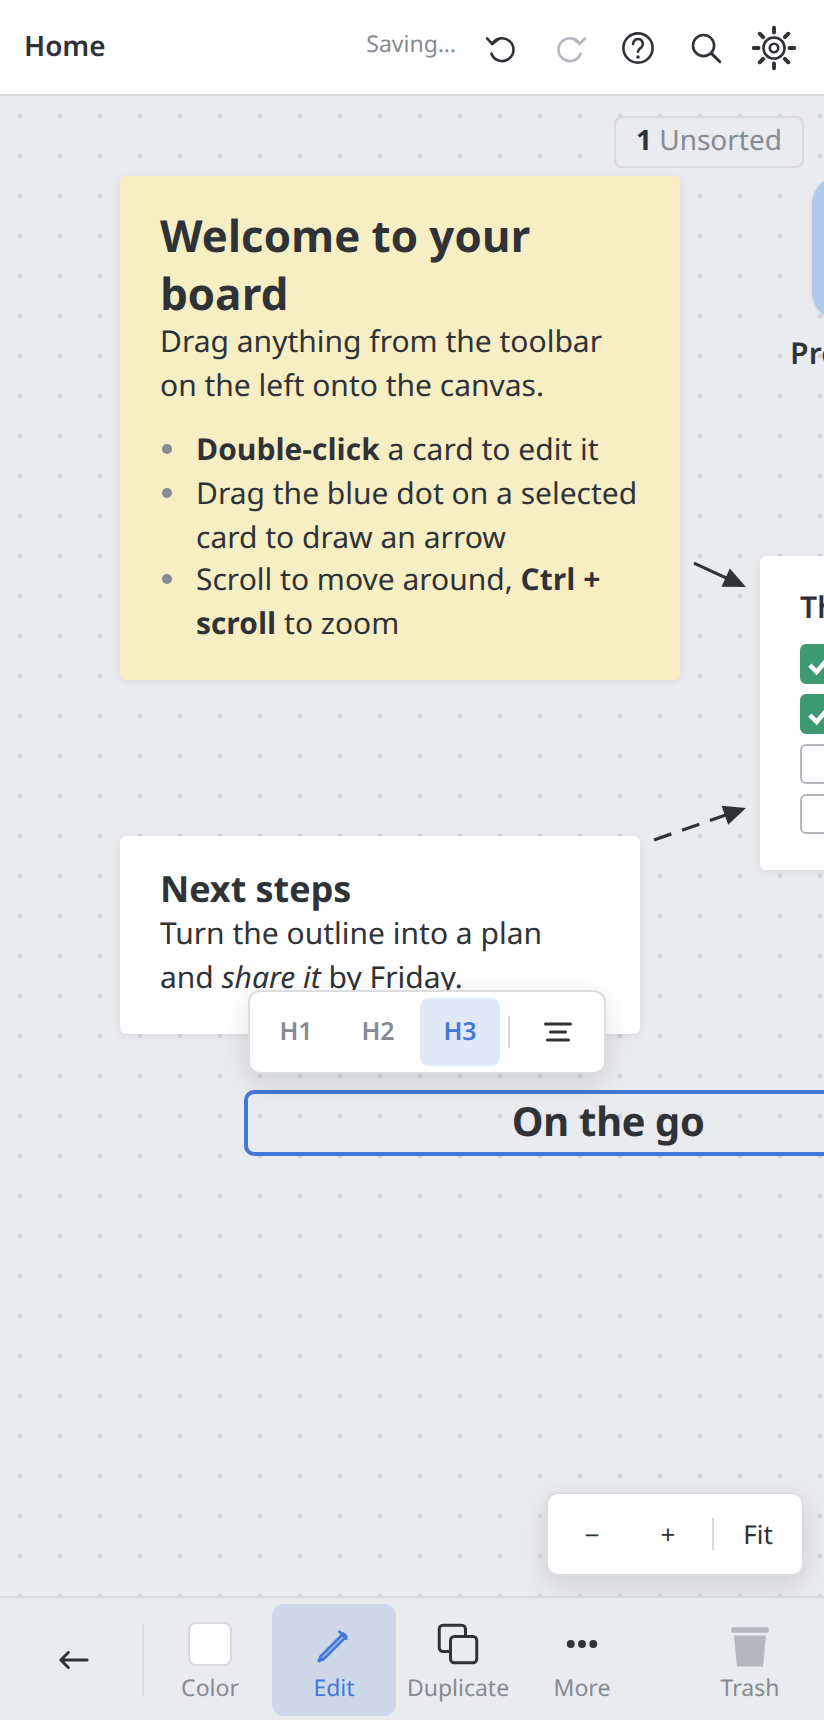 Home
Saving...
1 Unsorted
Welcome to your
board
Drag anything from the toolbar
on the left onto the canvas.
Double-click a card to edit it
Drag the blue dot on a selected
card to draw an arrow
Scroll to move around, Ctrl +
scroll to zoom
Next steps
Turn the outline into a plan
and share it by Friday.
H1 H2 H3
On the go
− + Fit
Color
Edit
Duplicate
More
Trash